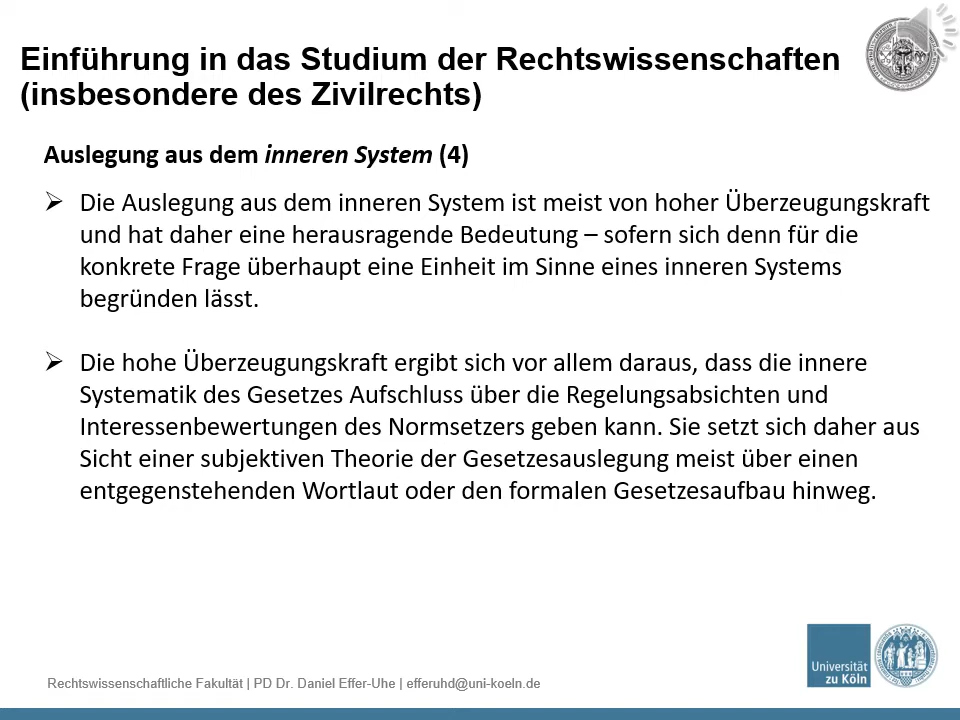 Einführung in das Studium der Rechtswissenschaften
(insbesondere des Zivilrechts)
Auslegung aus dem inneren System (4)
Die Auslegung aus dem inneren System ist meist von hoher Überzeugungskraft
und hat daher eine herausragende Bedeutung – sofern sich denn für die
konkrete Frage überhaupt eine Einheit im Sinne eines inneren Systems
begründen lässt.
Die hohe Überzeugungskraft ergibt sich vor allem daraus, dass die innere
Systematik des Gesetzes Aufschluss über die Regelungsabsichten und
Interessenbewertungen des Normsetzers geben kann. Sie setzt sich daher aus
Sicht einer subjektiven Theorie der Gesetzesauslegung meist über einen
entgegenstehenden Wortlaut oder den formalen Gesetzesaufbau hinweg.
Universität
zu Köln
Rechtswissenschaftliche Fakultät | PD Dr. Daniel Effer-Uhe | efferuhd@uni-koeln.de